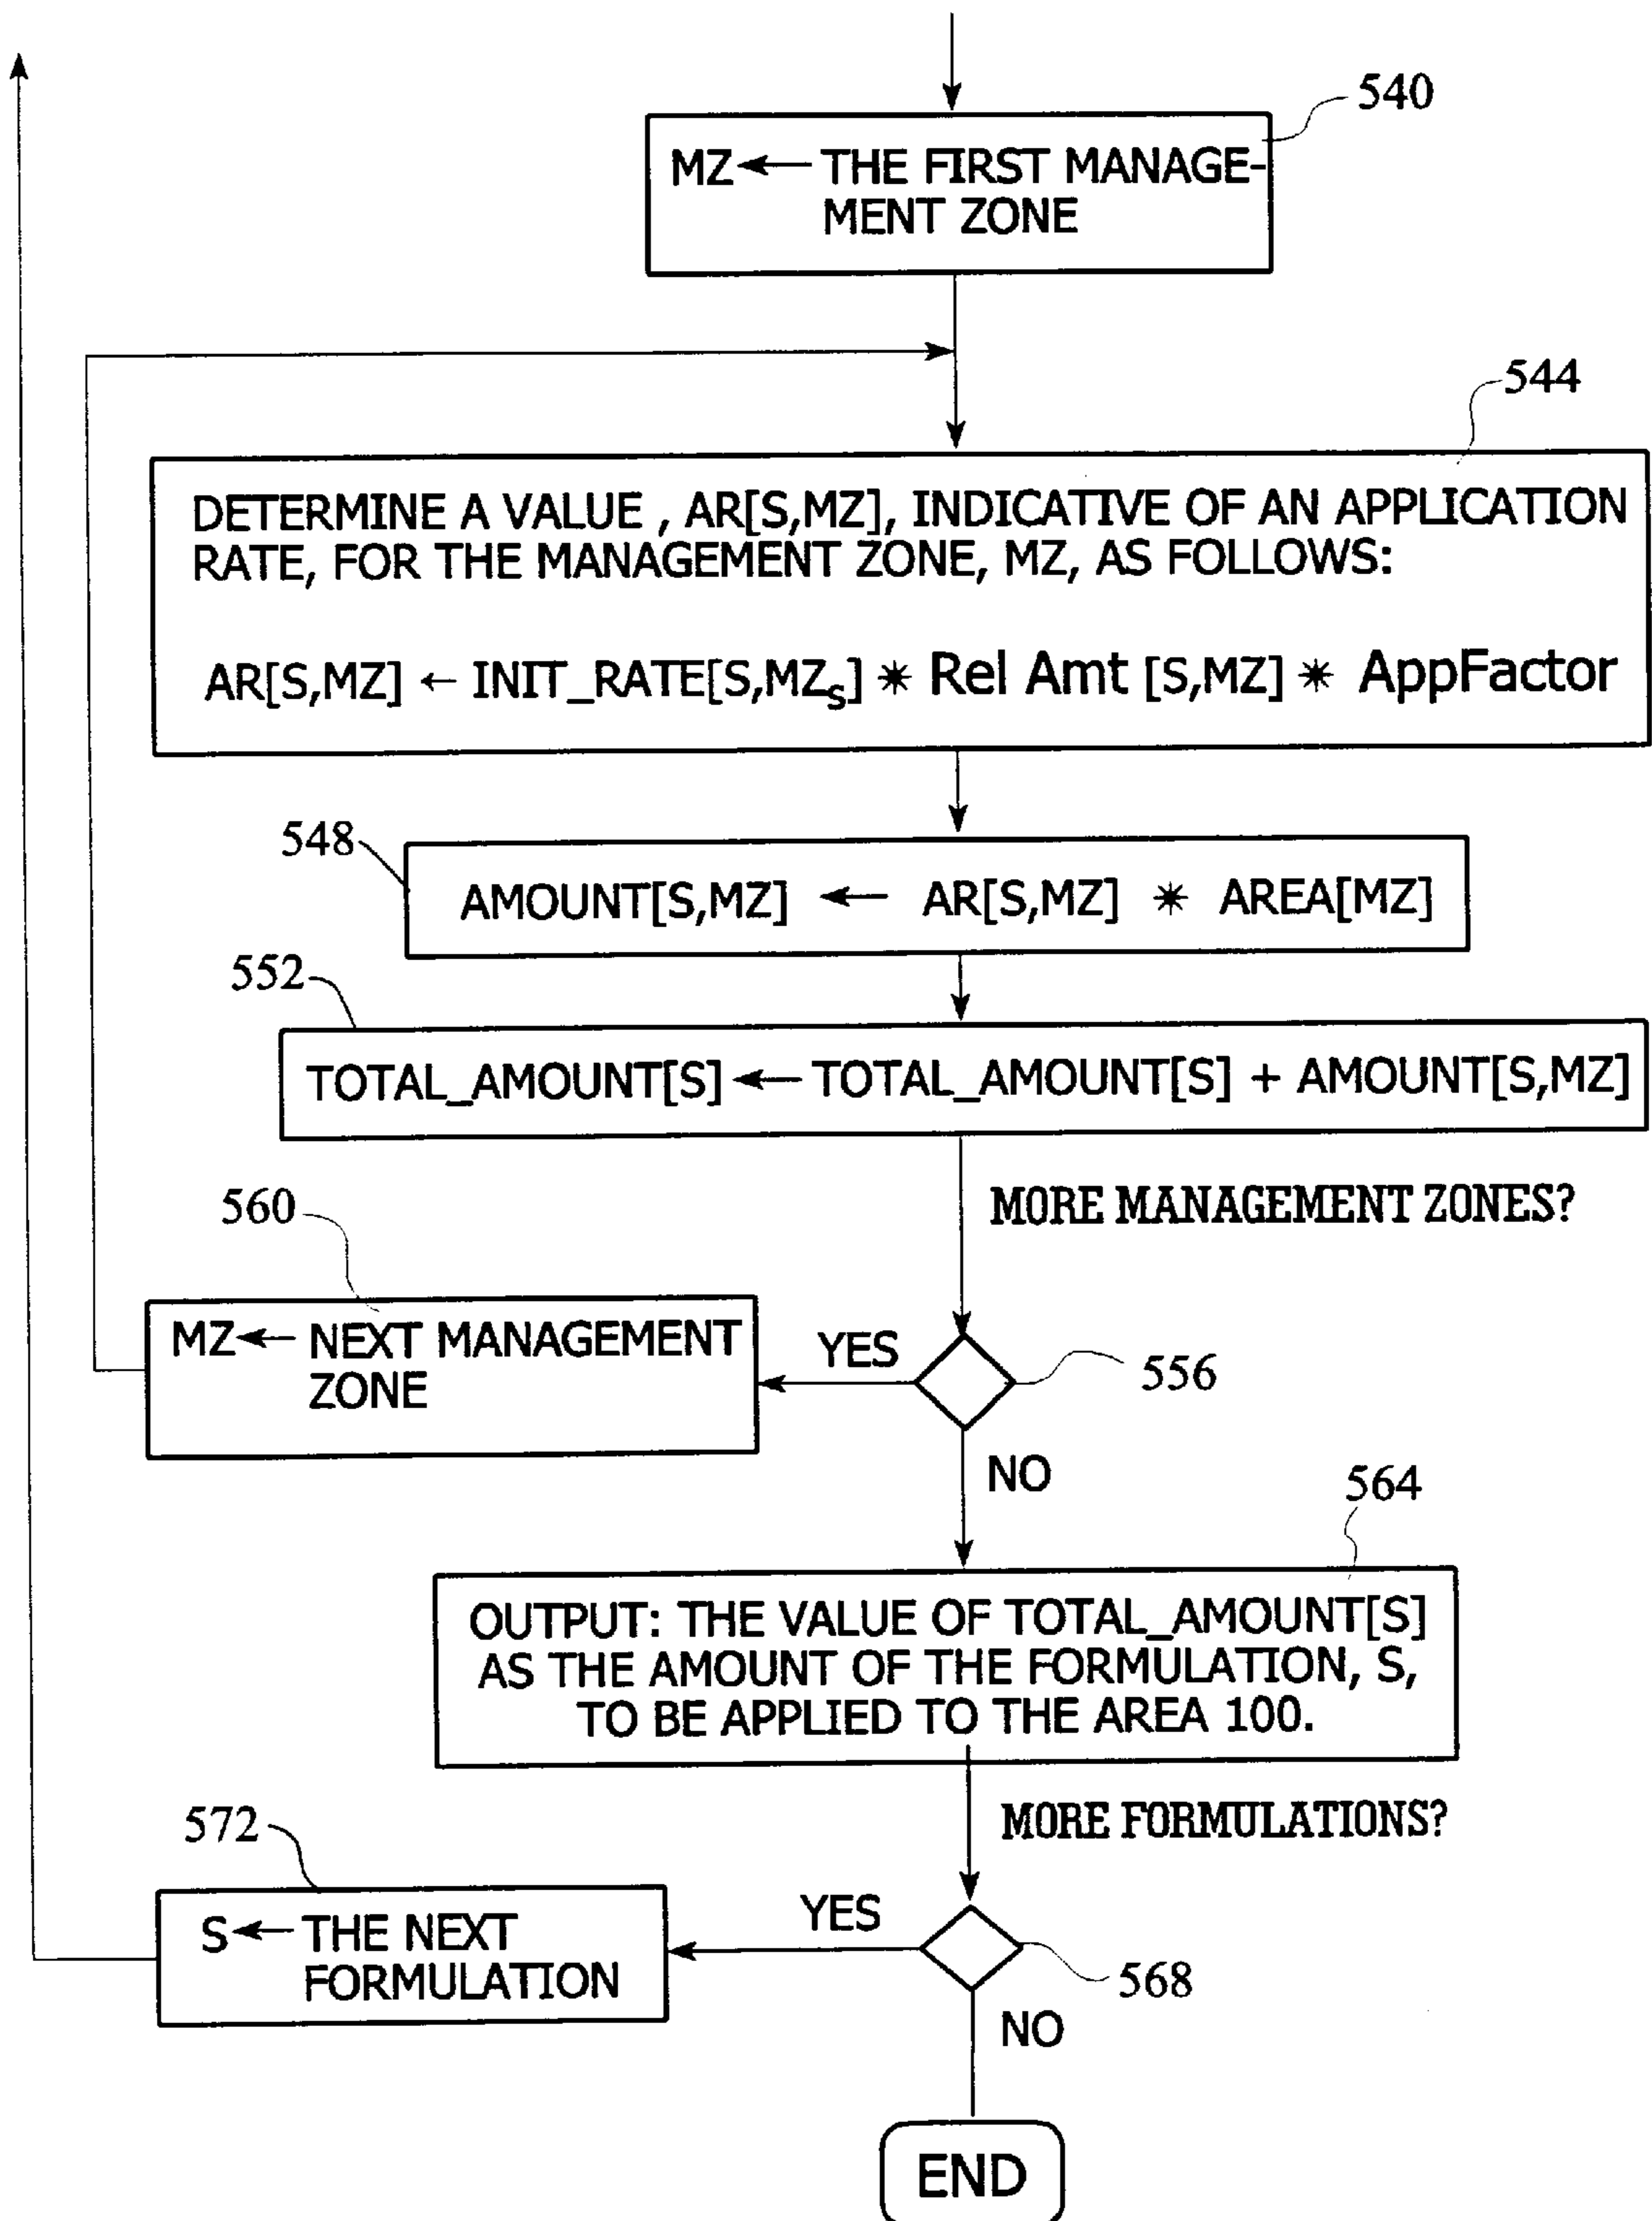 540
MZ ← THE FIRST MANAGE-
MENT ZONE
544
DETERMINE A VALUE , AR[S,MZ], INDICATIVE OF AN APPLICATION
RATE, FOR THE MANAGEMENT ZONE, MZ, AS FOLLOWS:
AR[S,MZ] ← INIT_RATE[S,MZs] * Rel Amt [S,MZ] * AppFactor
548
AMOUNT[S,MZ] ← AR[S,MZ] * AREA[MZ]
552
TOTAL_AMOUNT[S] ← TOTAL_AMOUNT[S] + AMOUNT[S,MZ]
MORE MANAGEMENT ZONES?
560
MZ ← NEXT MANAGEMENT
ZONE
YES
556
NO
564
OUTPUT: THE VALUE OF TOTAL_AMOUNT[S]
AS THE AMOUNT OF THE FORMULATION, S,
TO BE APPLIED TO THE AREA 100.
MORE FORMULATIONS?
572
S ← THE NEXT
FORMULATION
YES
568
NO
END